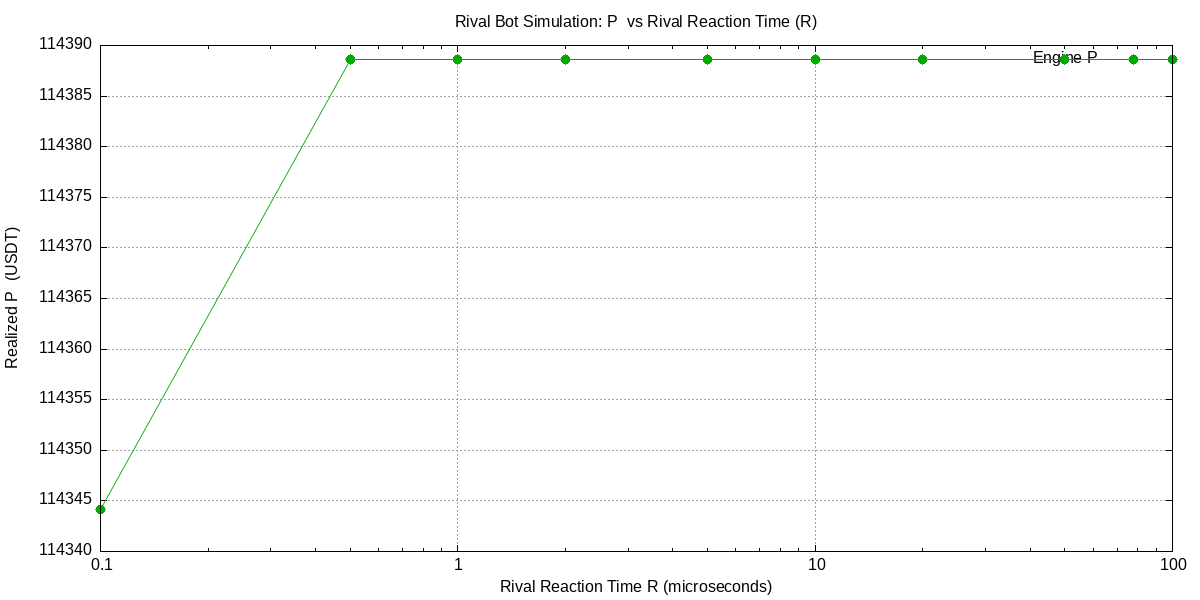 Rival Bot Simulation: P  vs Rival Reaction Time (R)
114390
Engine P
114385
114380
114375
114370
114365
114360
114355
114350
114345
114340
Realized P  (USDT)
0.1 1 10 100
Rival Reaction Time R (microseconds)